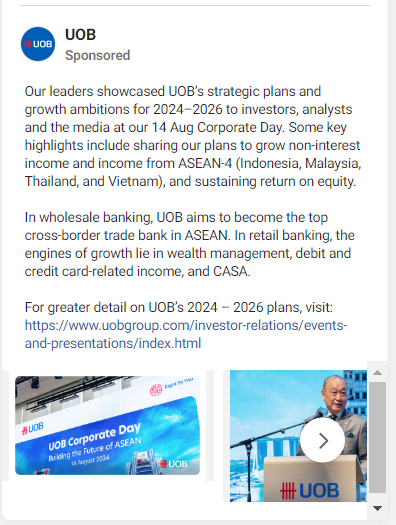 UOB
UOB
Sponsored
Our leaders showcased UOB’s strategic plans and
growth ambitions for 2024–2026 to investors, analysts
and the media at our 14 Aug Corporate Day. Some key
highlights include sharing our plans to grow non-interest
income and income from ASEAN-4 (Indonesia, Malaysia,
Thailand, and Vietnam), and sustaining return on equity.
In wholesale banking, UOB aims to become the top
cross-border trade bank in ASEAN. In retail banking, the
engines of growth lie in wealth management, debit and
credit card-related income, and CASA.
For greater detail on UOB’s 2024 – 2026 plans, visit:
https://www.uobgroup.com/investor-relations/events-
and-presentations/index.html
Right By You
UOB
UOB Corporate Day
Building the Future of ASEAN
14 August 2024
UOB
UOB